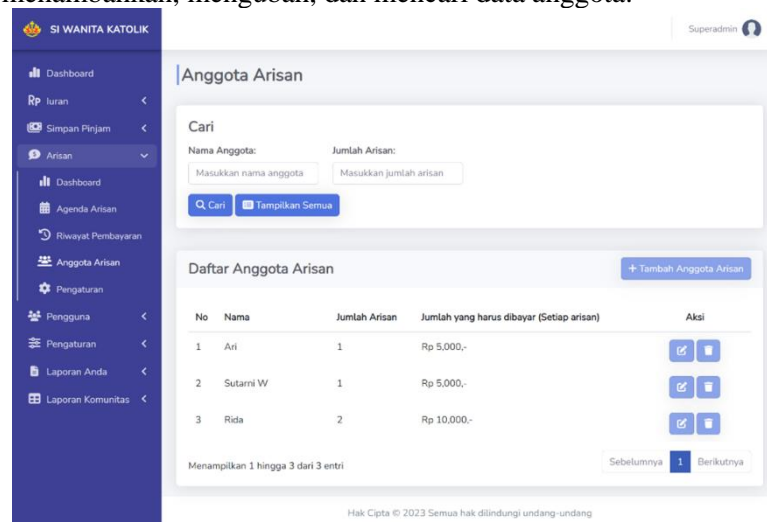 menambahkan, mengubah, dan mencari data anggota.
SI WANITA KATOLIK
Superadmin
Dashboard
Rp Iuran
Simpan Pinjam
Arisan
Dashboard
Agenda Arisan
Riwayat Pembayaran
Anggota Arisan
Pengaturan
Pengguna
Pengaturan
Laporan Anda
Laporan Komunitas
Anggota Arisan
Cari
Nama Anggota: Jumlah Arisan:
Masukkan nama anggota Masukkan jumlah arisan
Cari Tampilkan Semua
Daftar Anggota Arisan + Tambah Anggota Arisan
No Nama Jumlah Arisan Jumlah yang harus dibayar (Setiap arisan) Aksi
1 Ari 1 Rp 5,000,-
2 Sutarni W 1 Rp 5,000,-
3 Rida 2 Rp 10,000,-
Menampilkan 1 hingga 3 dari 3 entri
Sebelumnya 1 Berikutnya
Hak Cipta © 2023 Semua hak dilindungi undang-undang